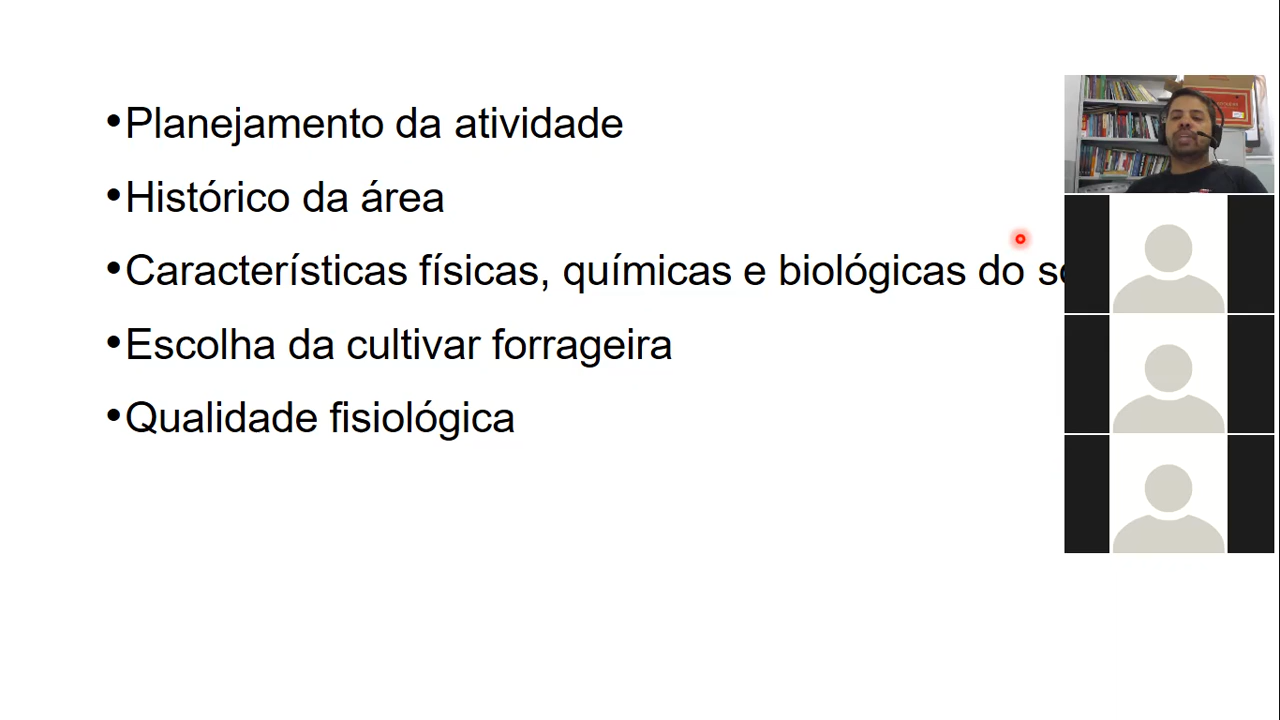 •Planejamento da atividade
•Histórico da área
•Características físicas, químicas e biológicas do
•Escolha da cultivar forrageira
•Qualidade fisiológica